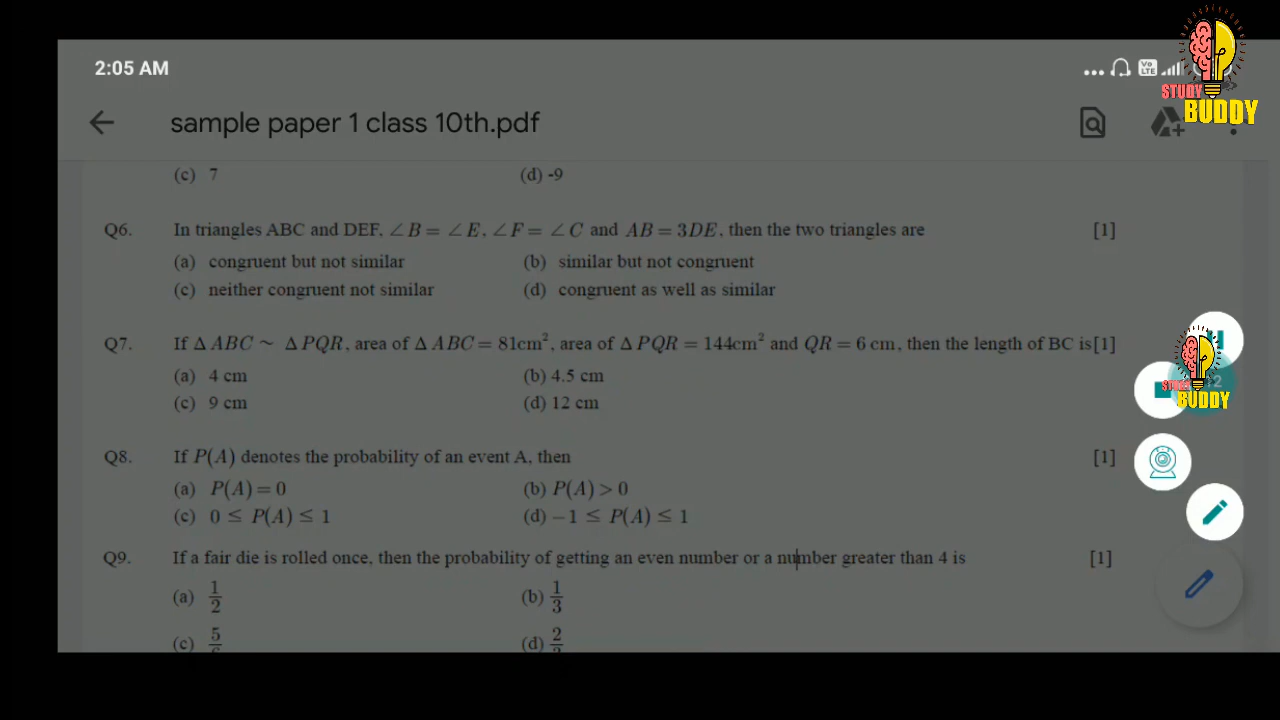 2:05 AM
VO LTE
STUDY
BUDDY
sample paper 1 class 10th.pdf
(c) 7 (d) -9
Q6. In triangles ABC and DEF, ∠B = ∠E, ∠F = ∠C and AB = 3DE, then the two triangles are [1]
(a) congruent but not similar (b) similar but not congruent
(c) neither congruent not similar (d) congruent as well as similar
Q7. If Δ ABC ~ Δ PQR, area of Δ ABC = 81cm², area of Δ PQR = 144cm² and QR = 6 cm, then the length of BC is[1]
(a) 4 cm (b) 4.5 cm
(c) 9 cm (d) 12 cm
STUDY
BUDDY
Q8. If P(A) denotes the probability of an event A, then [1]
(a) P(A) = 0 (b) P(A) > 0
(c) 0 ≤ P(A) ≤ 1 (d) −1 ≤ P(A) ≤ 1
Q9. If a fair die is rolled once, then the probability of getting an even number or a number greater than 4 is [1]
(a) 1/2 (b) 1/3
(c) 5 (d) 2